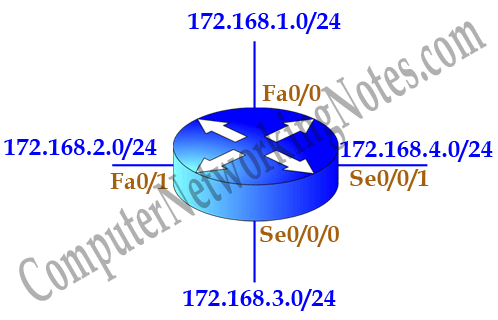 172.168.1.0/24
Fa0/0
172.168.2.0/24
172.168.4.0/24
Fa0/1
Se0/0/1
Se0/0/0
172.168.3.0/24
ComputerNetworkingNotes.com